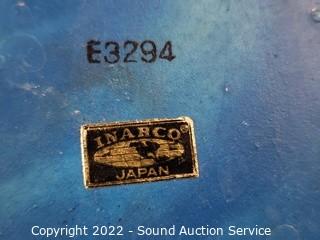 E3294
INARCO®
JAPAN
Copyright 2022 - Sound Auction Service